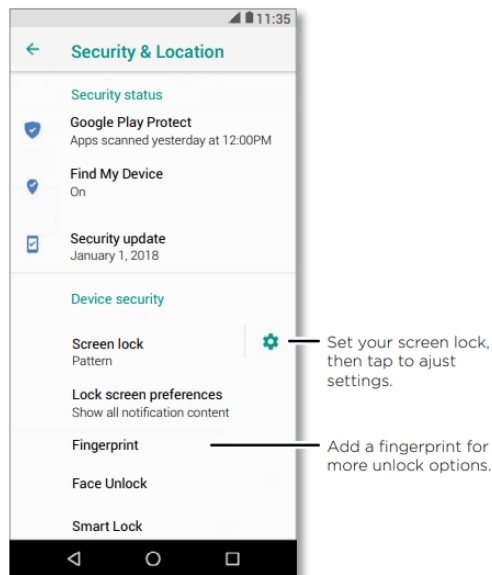 11:35
Security & Location
Security status
Google Play Protect
Apps scanned yesterday at 12:00PM
Find My Device
On
Security update
January 1, 2018
Device security
Screen lock
Pattern
Set your screen lock,
then tap to ajust
settings.
Lock screen preferences
Show all notification content
Fingerprint
Add a fingerprint for
more unlock options.
Face Unlock
Smart Lock